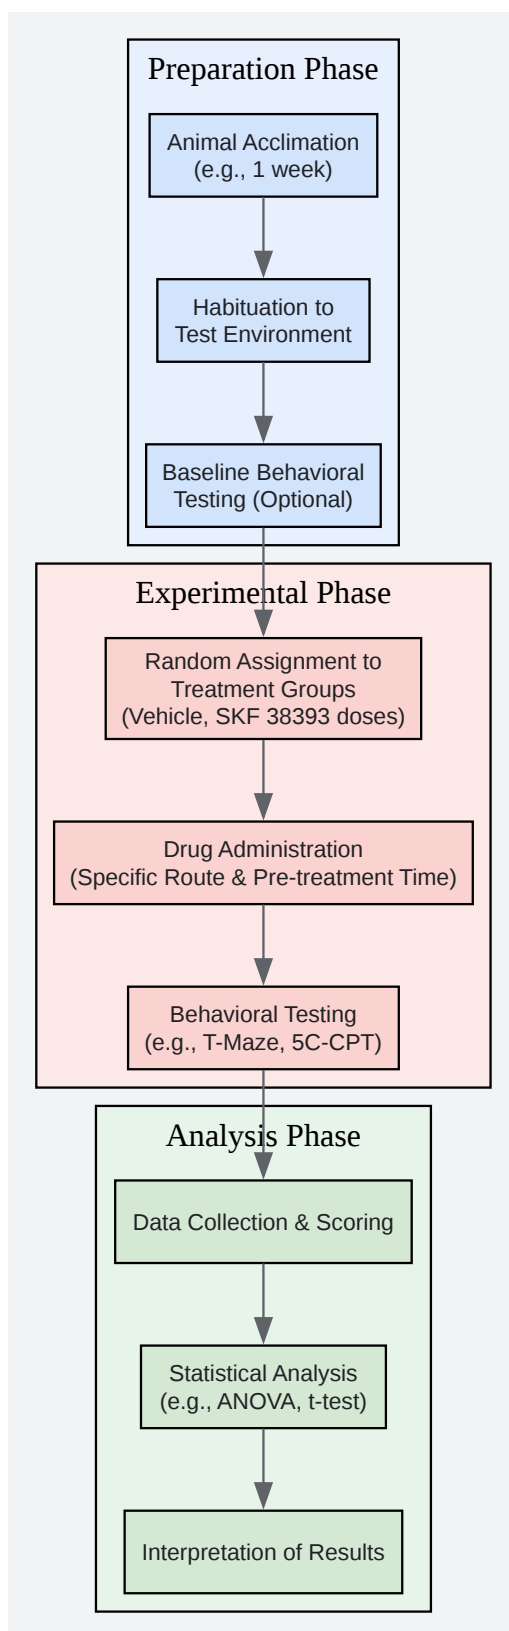 Preparation Phase
Animal Acclimation
(e.g., 1 week)
Habituation to
Test Environment
Baseline Behavioral
Testing (Optional)
Experimental Phase
Random Assignment to
Treatment Groups
(Vehicle, SKF 38393 doses)
Drug Administration
(Specific Route & Pre-treatment Time)
Behavioral Testing
(e.g., T-Maze, 5C-CPT)
Analysis Phase
Data Collection & Scoring
Statistical Analysis
(e.g., ANOVA, t-test)
Interpretation of Results